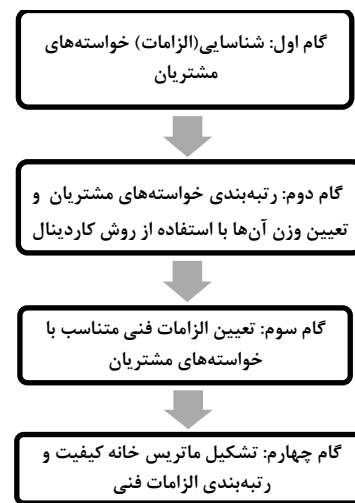 گام اول: شناسایی(الزامات) خواسته‌های
مشتریان
گام دوم: رتبه‌بندی خواسته‌های مشتریان و
تعیین وزن آن‌ها با استفاده از روش کاردینال
گام سوم: تعیین الزامات فنی متناسب با
خواسته‌های مشتریان
گام چهارم: تشکیل ماتریس خانه کیفیت و
رتبه‌بندی الزامات فنی